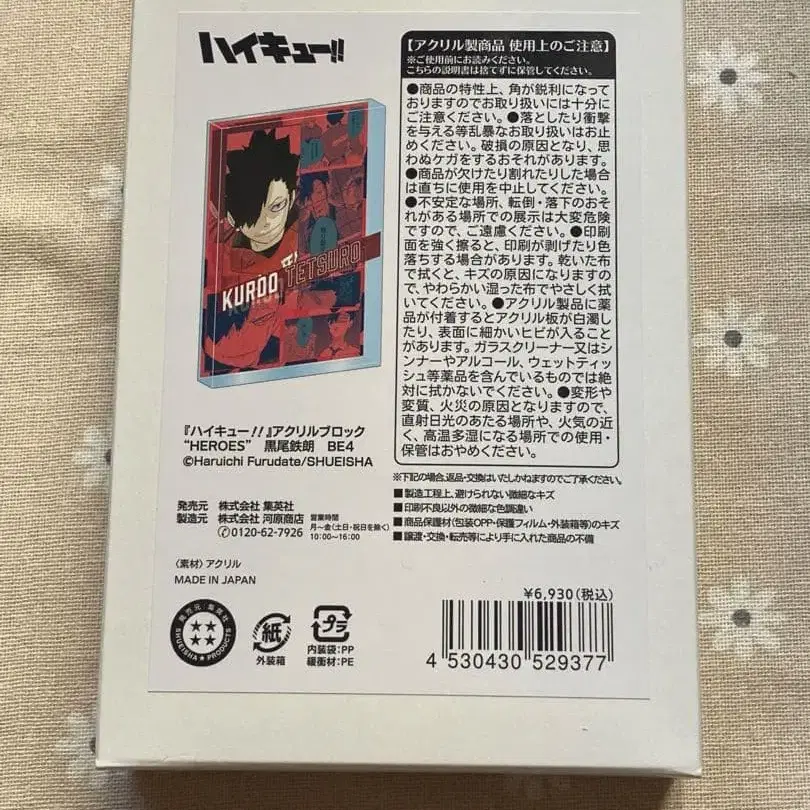 ハイキュー!!
KUROO TETSURO
『ハイキュー!!』アクリルブロック
“HEROES” 黒尾鉄朗 BE4
©Haruichi Furudate/SHUEISHA
発売元 株式会社 集英社
製造元 株式会社 河原商店
✆0120-62-7926
営業時間
月~金(土日・祝日を除く)
10:00~16:00
〈素材〉アクリル
MADE IN JAPAN
発売元/集英社
SHUEISHA★PRODUCTS
紙
外装箱
プラ
内装袋:PP
緩衝材:PE
【アクリル製商品 使用上のご注意】
※ご使用前にお読みください。
こちらの説明書は捨てずに保管してください。
●商品の特性上、角が鋭利になって
おりますのでお取り扱いには十分に
ご注意ください。●落としたり衝撃
を与える等乱暴なお取り扱いはお止
めください。破損の原因となり、思
わぬケガをするおそれがあります。
●商品が欠けたり割れたりした場合
は直ちに使用を中止してください。
●不安定な場所、転倒・落下のおそ
れがある場所での展示は大変危険
ですので、ご遠慮ください。●印刷
面を強く擦ると、印刷が剥げたり色
落ちする場合があります。乾いた布
で拭くと、キズの原因になりますの
で、やわらかい湿った布でやさしく拭
いてください。●アクリル製品に薬
品が付着するとアクリル板が白濁し
たり、表面に細かいヒビが入ること
があります。ガラスクリーナー又はシ
ンナーやアルコール、ウェットティッ
シュ等薬品を含んでいるものでは絶
対に拭かないでください。●変形や
変質、火災の原因となりますので、
直射日光のあたる場所や、火気の近
く、高温多湿になる場所での使用・
保管はおやめください。
※下記の場合、返品・交換はいたしかねますのでご了承ください。
■製造工程上、避けられない微細なキズ
■印刷不良以外の微細な色調違い
■商品保護材(包装OPP・保護フィルム・外装箱等)のキズ
■譲渡・交換・転売等により手に入れた商品の不備
¥6,930(税込)
4 530430 529377